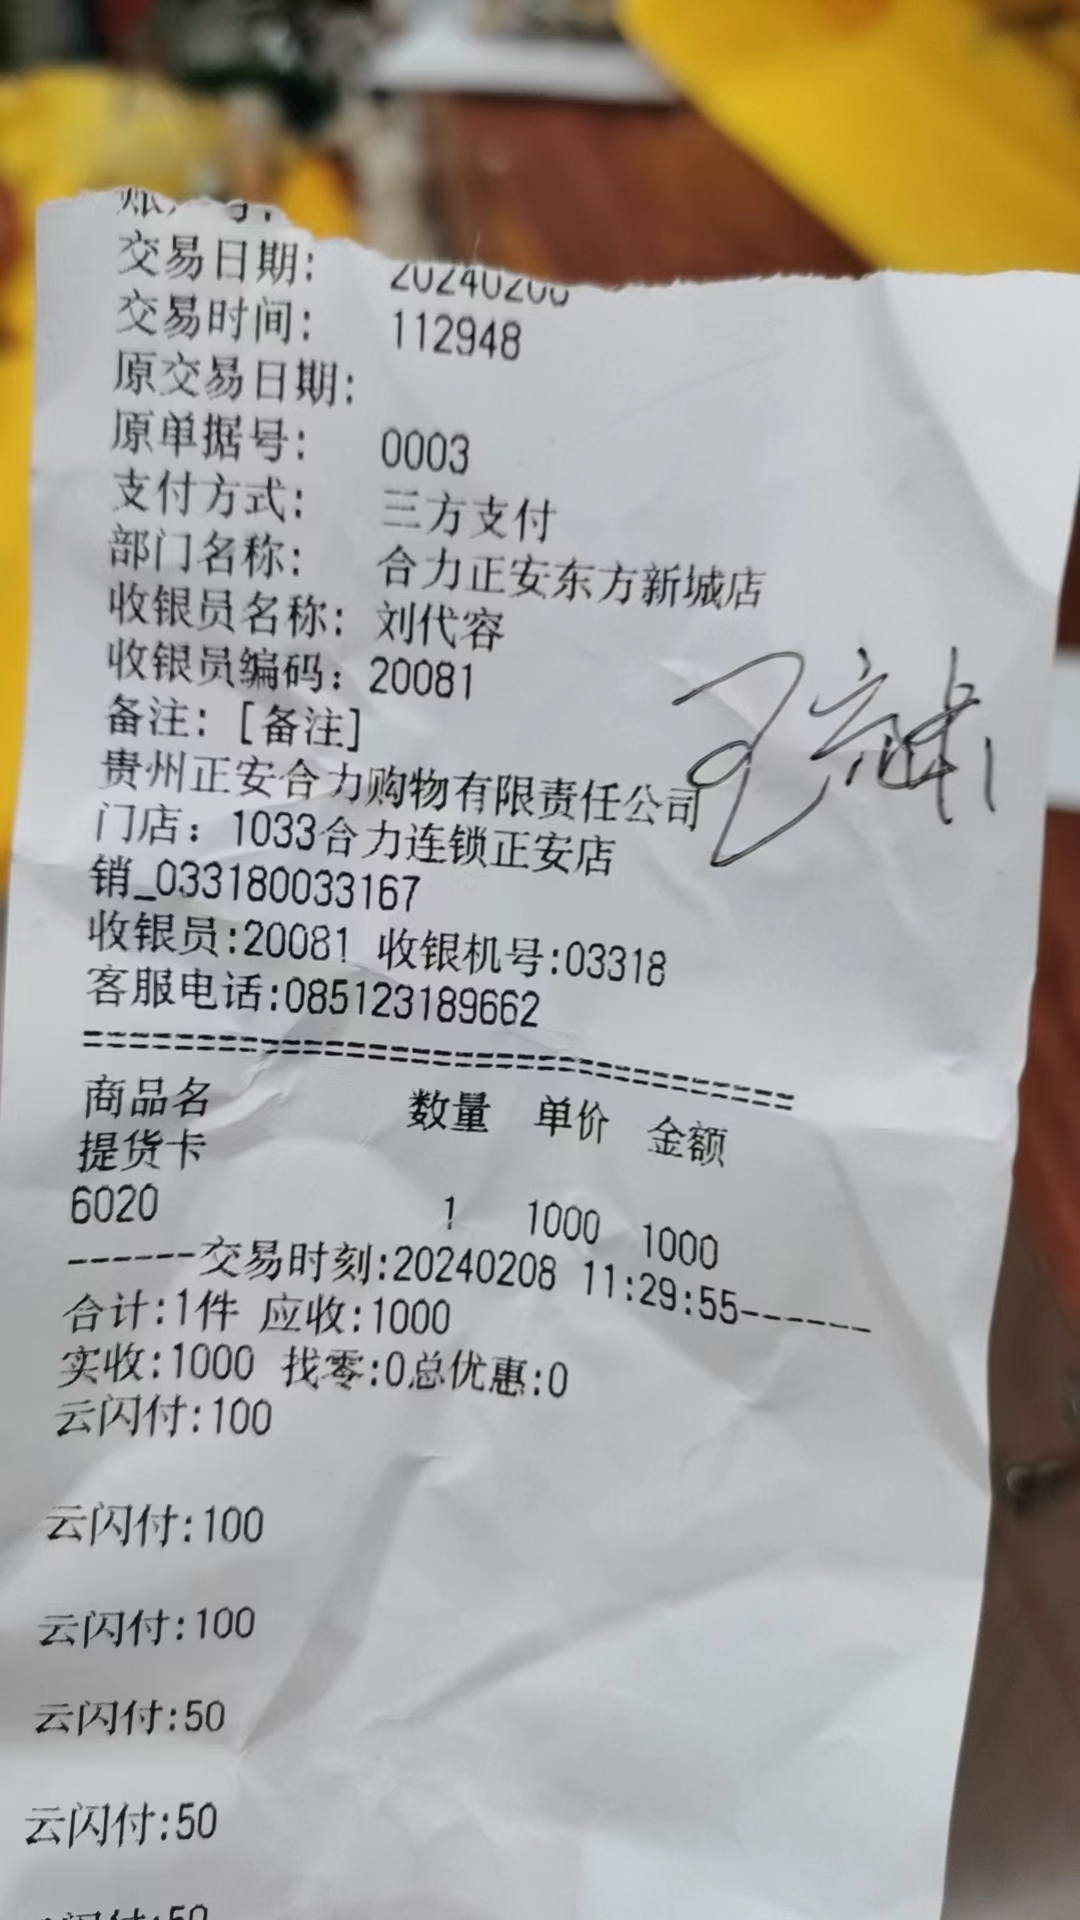 交易日期: 20240208
交易时间: 112948
原交易日期:
原单据号: 0003
支付方式: 三方支付
部门名称: 合力正安东方新城店
收银员名称: 刘代容
收银员编码: 20081
备注: [备注]
贵州正安合力购物有限责任公司
门店: 1033合力连锁正安店
销_033180033167
收银员:20081 收银机号:03318
客服电话:085123189662
==========================================
商品名 数量 单价 金额
提货卡
6020 1 1000 1000
------交易时刻:20240208 11:29:55------
合计:1件 应收:1000
实收:1000 找零:0总优惠:0
云闪付:100
云闪付:100
云闪付:100
云闪付:50
云闪付:50
云闪付:50